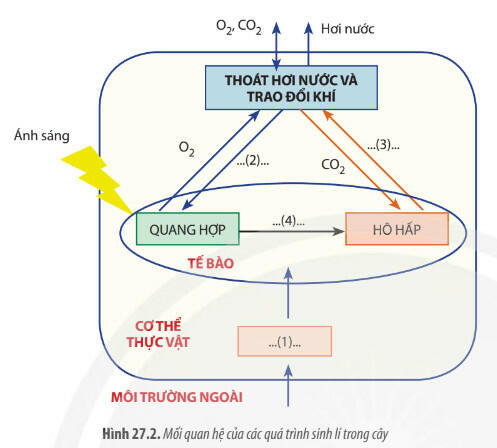 O₂, CO₂
Hơi nước
THOÁT HƠI NƯỚC VÀ
TRAO ĐỔI KHÍ
Ánh sáng
O₂
...(2)...
...(3)...
CO₂
QUANG HỢP
...(4)...
HÔ HẤP
TẾ BÀO
CƠ THỂ
THỰC VẬT
...(1)...
MÔI TRƯỜNG NGOÀI
Hình 27.2. Mối quan hệ của các quá trình sinh lí trong cây